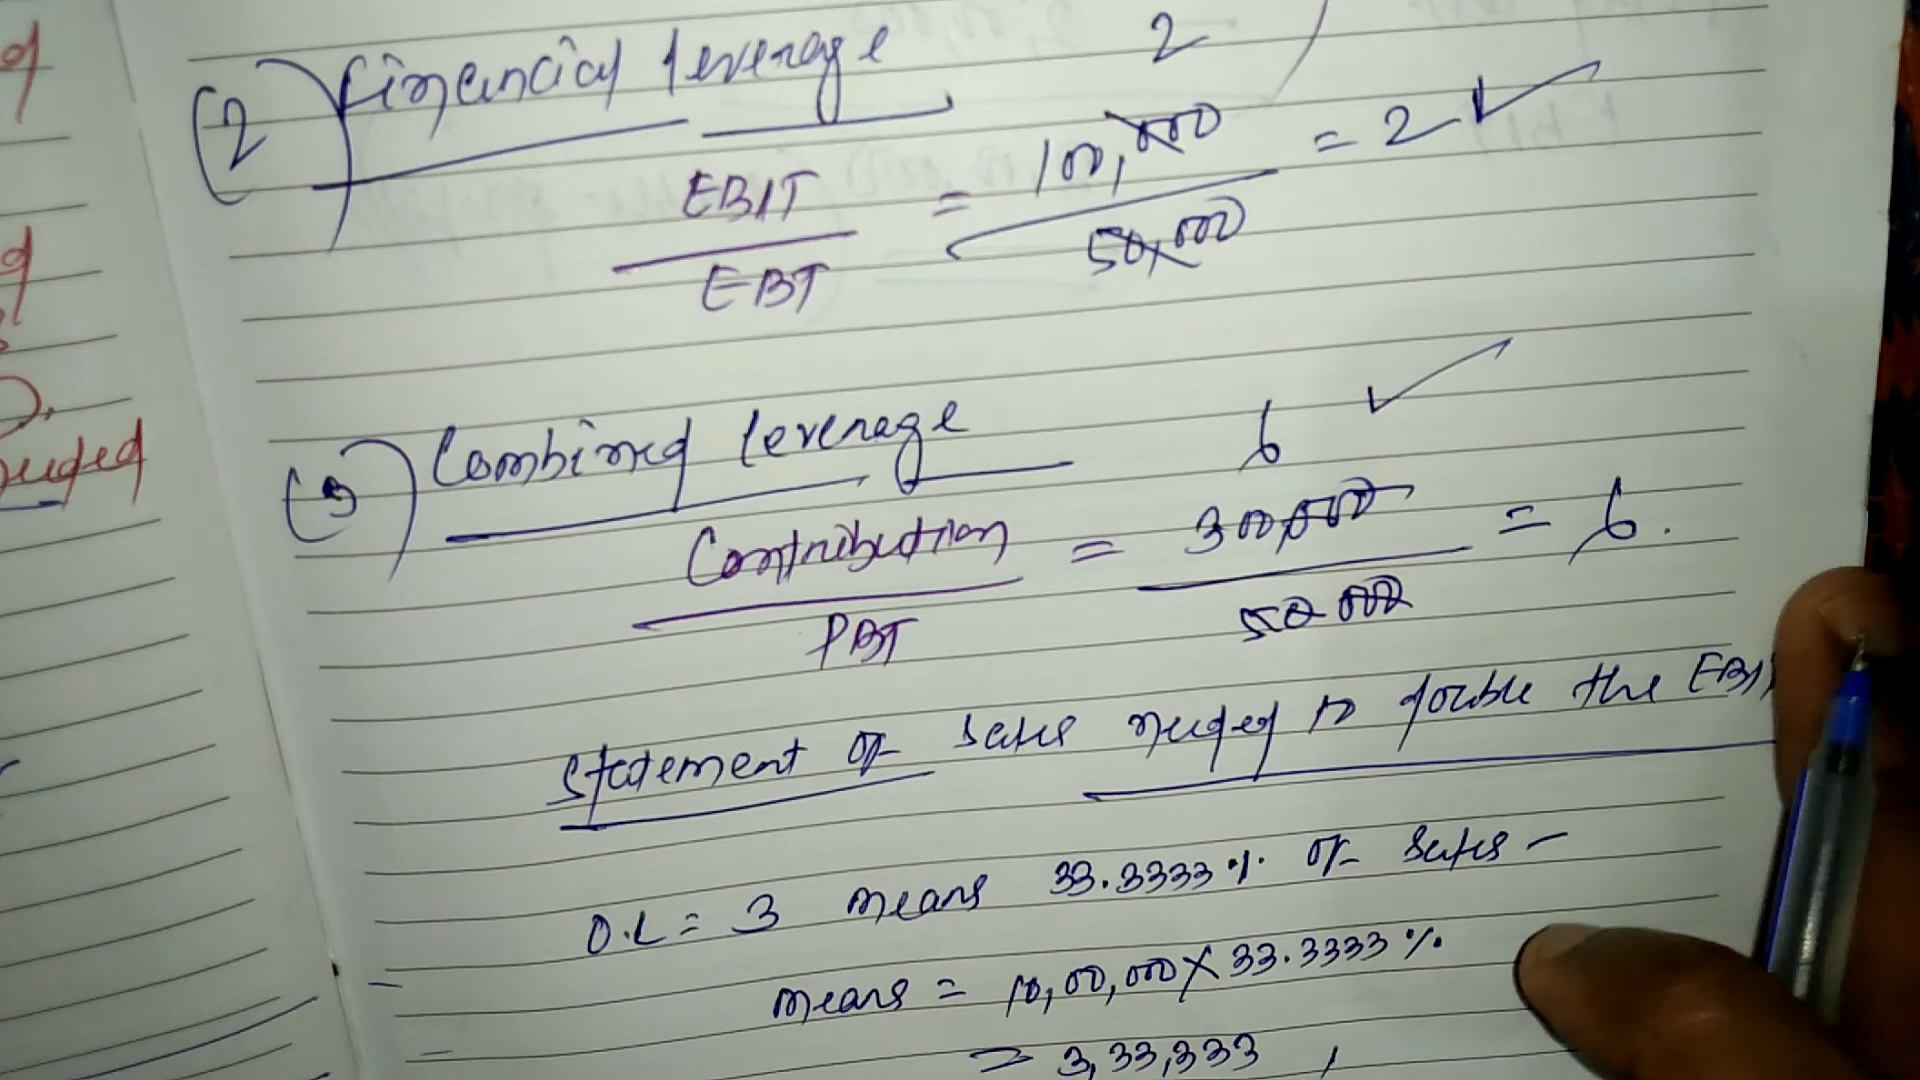 (2) financial leverage
2
EBIT / EBT = 100,000 / 50,000 = 2 ✓
(3) Combined leverage
6 ✓
Contribution / PBT = 300,000 / 50 000 = 6.
Statement of sales needed to double the EBIT
O.L = 3 means 33.3333 % of sales -
means = 10,00,000 X 33.3333 %
= 3,33,333